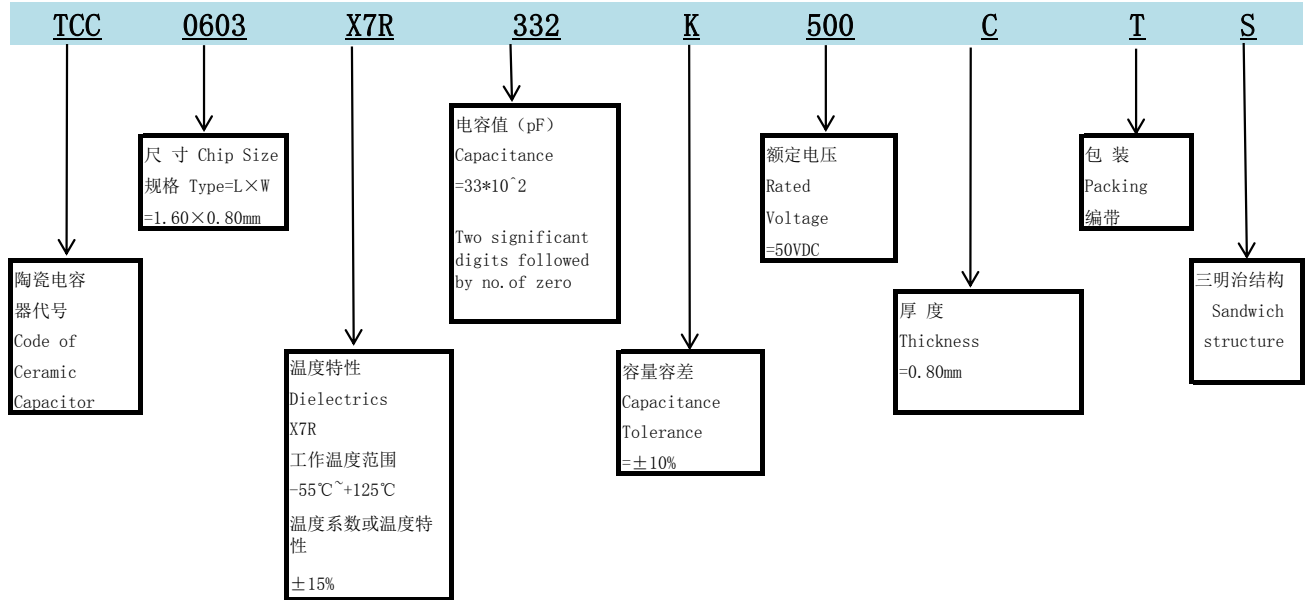 TCC 0603 X7R 332 K 500 C T S
陶瓷电容
器代号
Code of
Ceramic
Capacitor
尺 寸 Chip Size
规格 Type=L×W
=1.60×0.80mm
温度特性
Dielectrics
X7R
工作温度范围
-55℃~+125℃
温度系数或温度特
性
±15%
电容值（pF）
Capacitance
=33*10^2
Two significant
digits followed
by no.of zero
容量容差
Capacitance
Tolerance
=±10%
额定电压
Rated
Voltage
=50VDC
厚 度
Thickness
=0.80mm
包 装
Packing
编带
三明治结构
Sandwich
structure